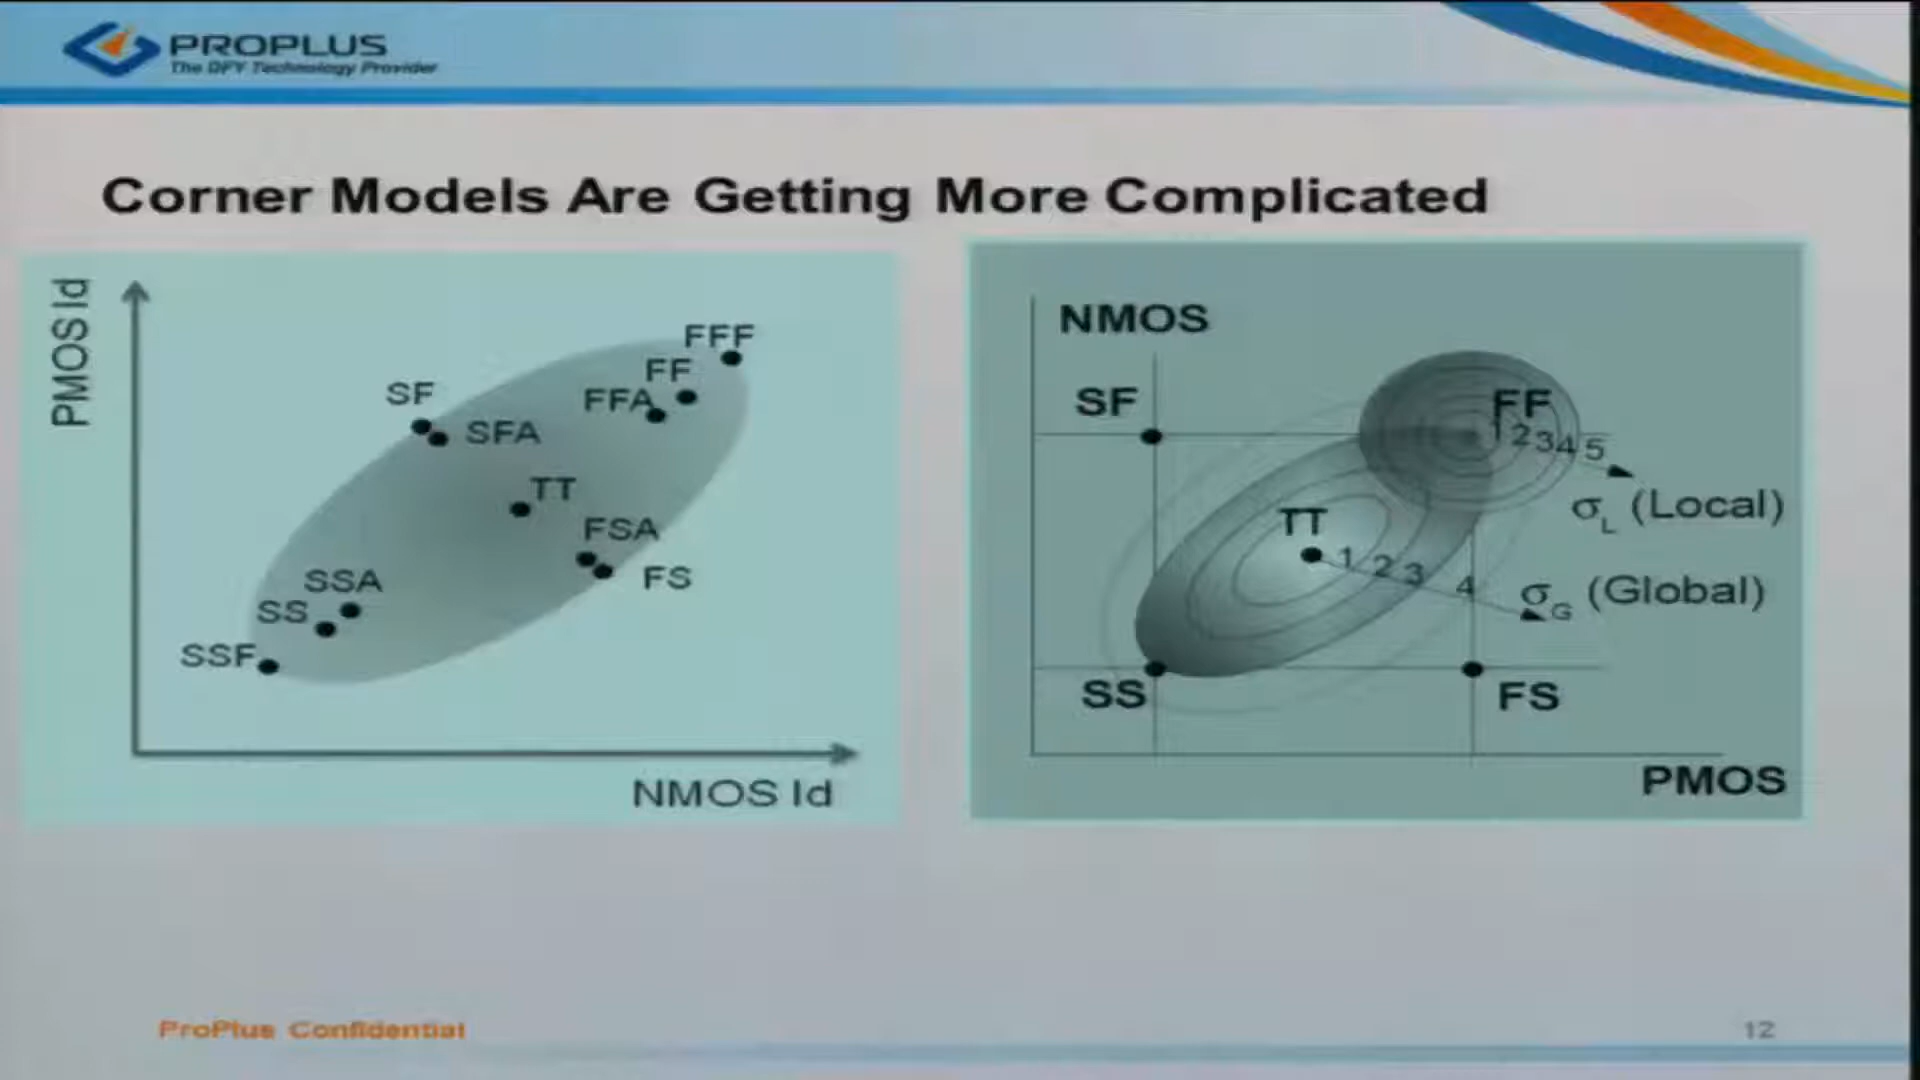 PROPLUS
The DFY Technology Provider
Corner Models Are Getting More Complicated
PMOS Id
FFF
FF
FFA
SF
SFA
TT
FSA
FS
SSA
SS
SSF
NMOS Id
NMOS
SF
FF
1 2 3 4 5
σL (Local)
TT
1 2 3 4
σG (Global)
SS
FS
PMOS
ProPlus Confidential
12